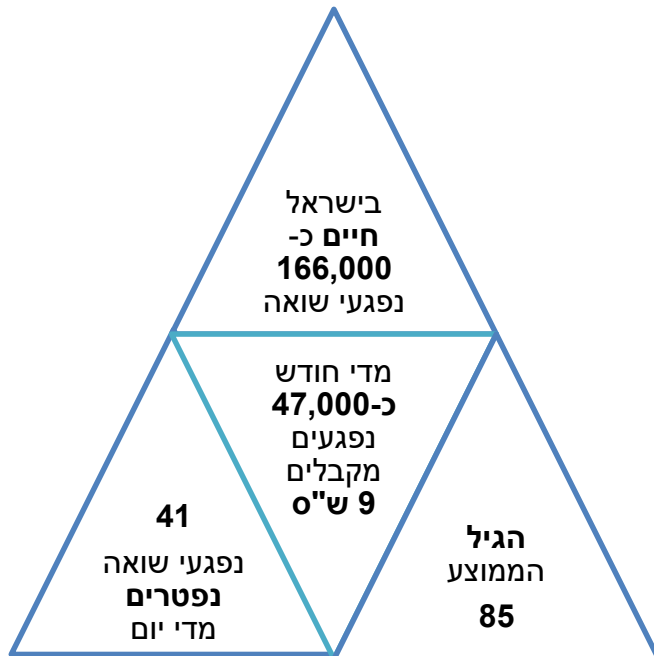 בישראל
חיים כ-
166,000
נפגעי שואה
מדי חודש
כ-47,000
נפגעים
מקבלים
9 ש"ס
41
נפגעי שואה
נפטרים
מדי יום
הגיל
הממוצע
85